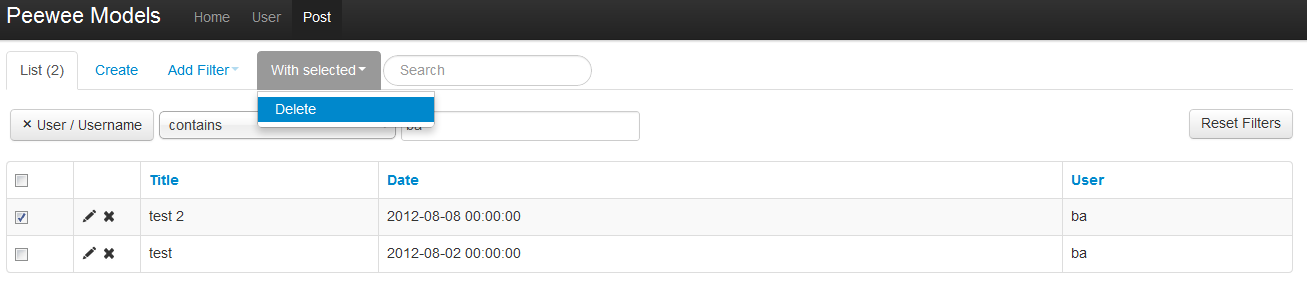 Peewee Models Home User Post
List (2) Create Add Filter With selected Search
Delete
× User / Username contains ba Reset Filters
Title Date User
test 2 2012-08-08 00:00:00 ba
test 2012-08-02 00:00:00 ba